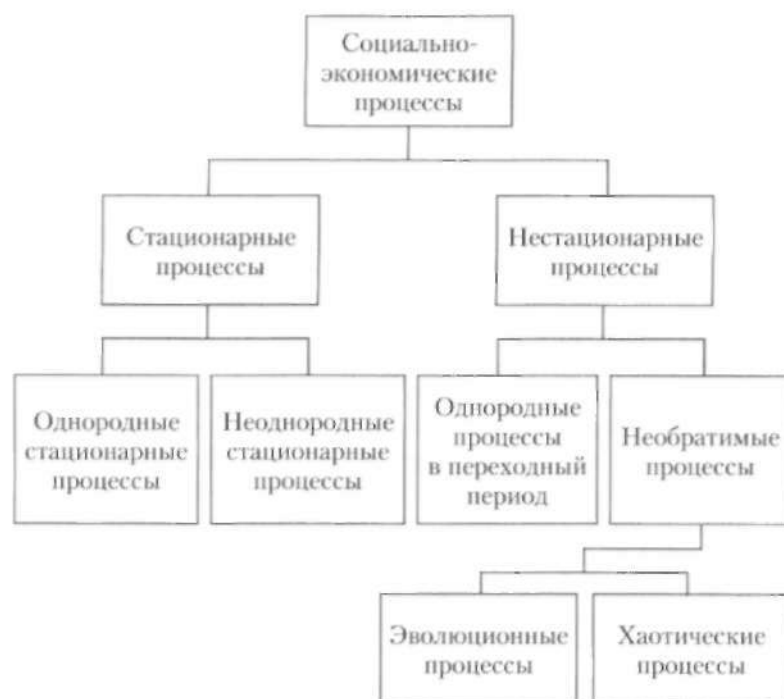 Социально-
экономические
процессы
Стационарные
процессы
Нестационарные
процессы
Однородные
стационарные
процессы
Неоднородные
стационарные
процессы
Однородные
процессы
в переходный
период
Необратимые
процессы
Эволюционные
процессы
Хаотические
процессы